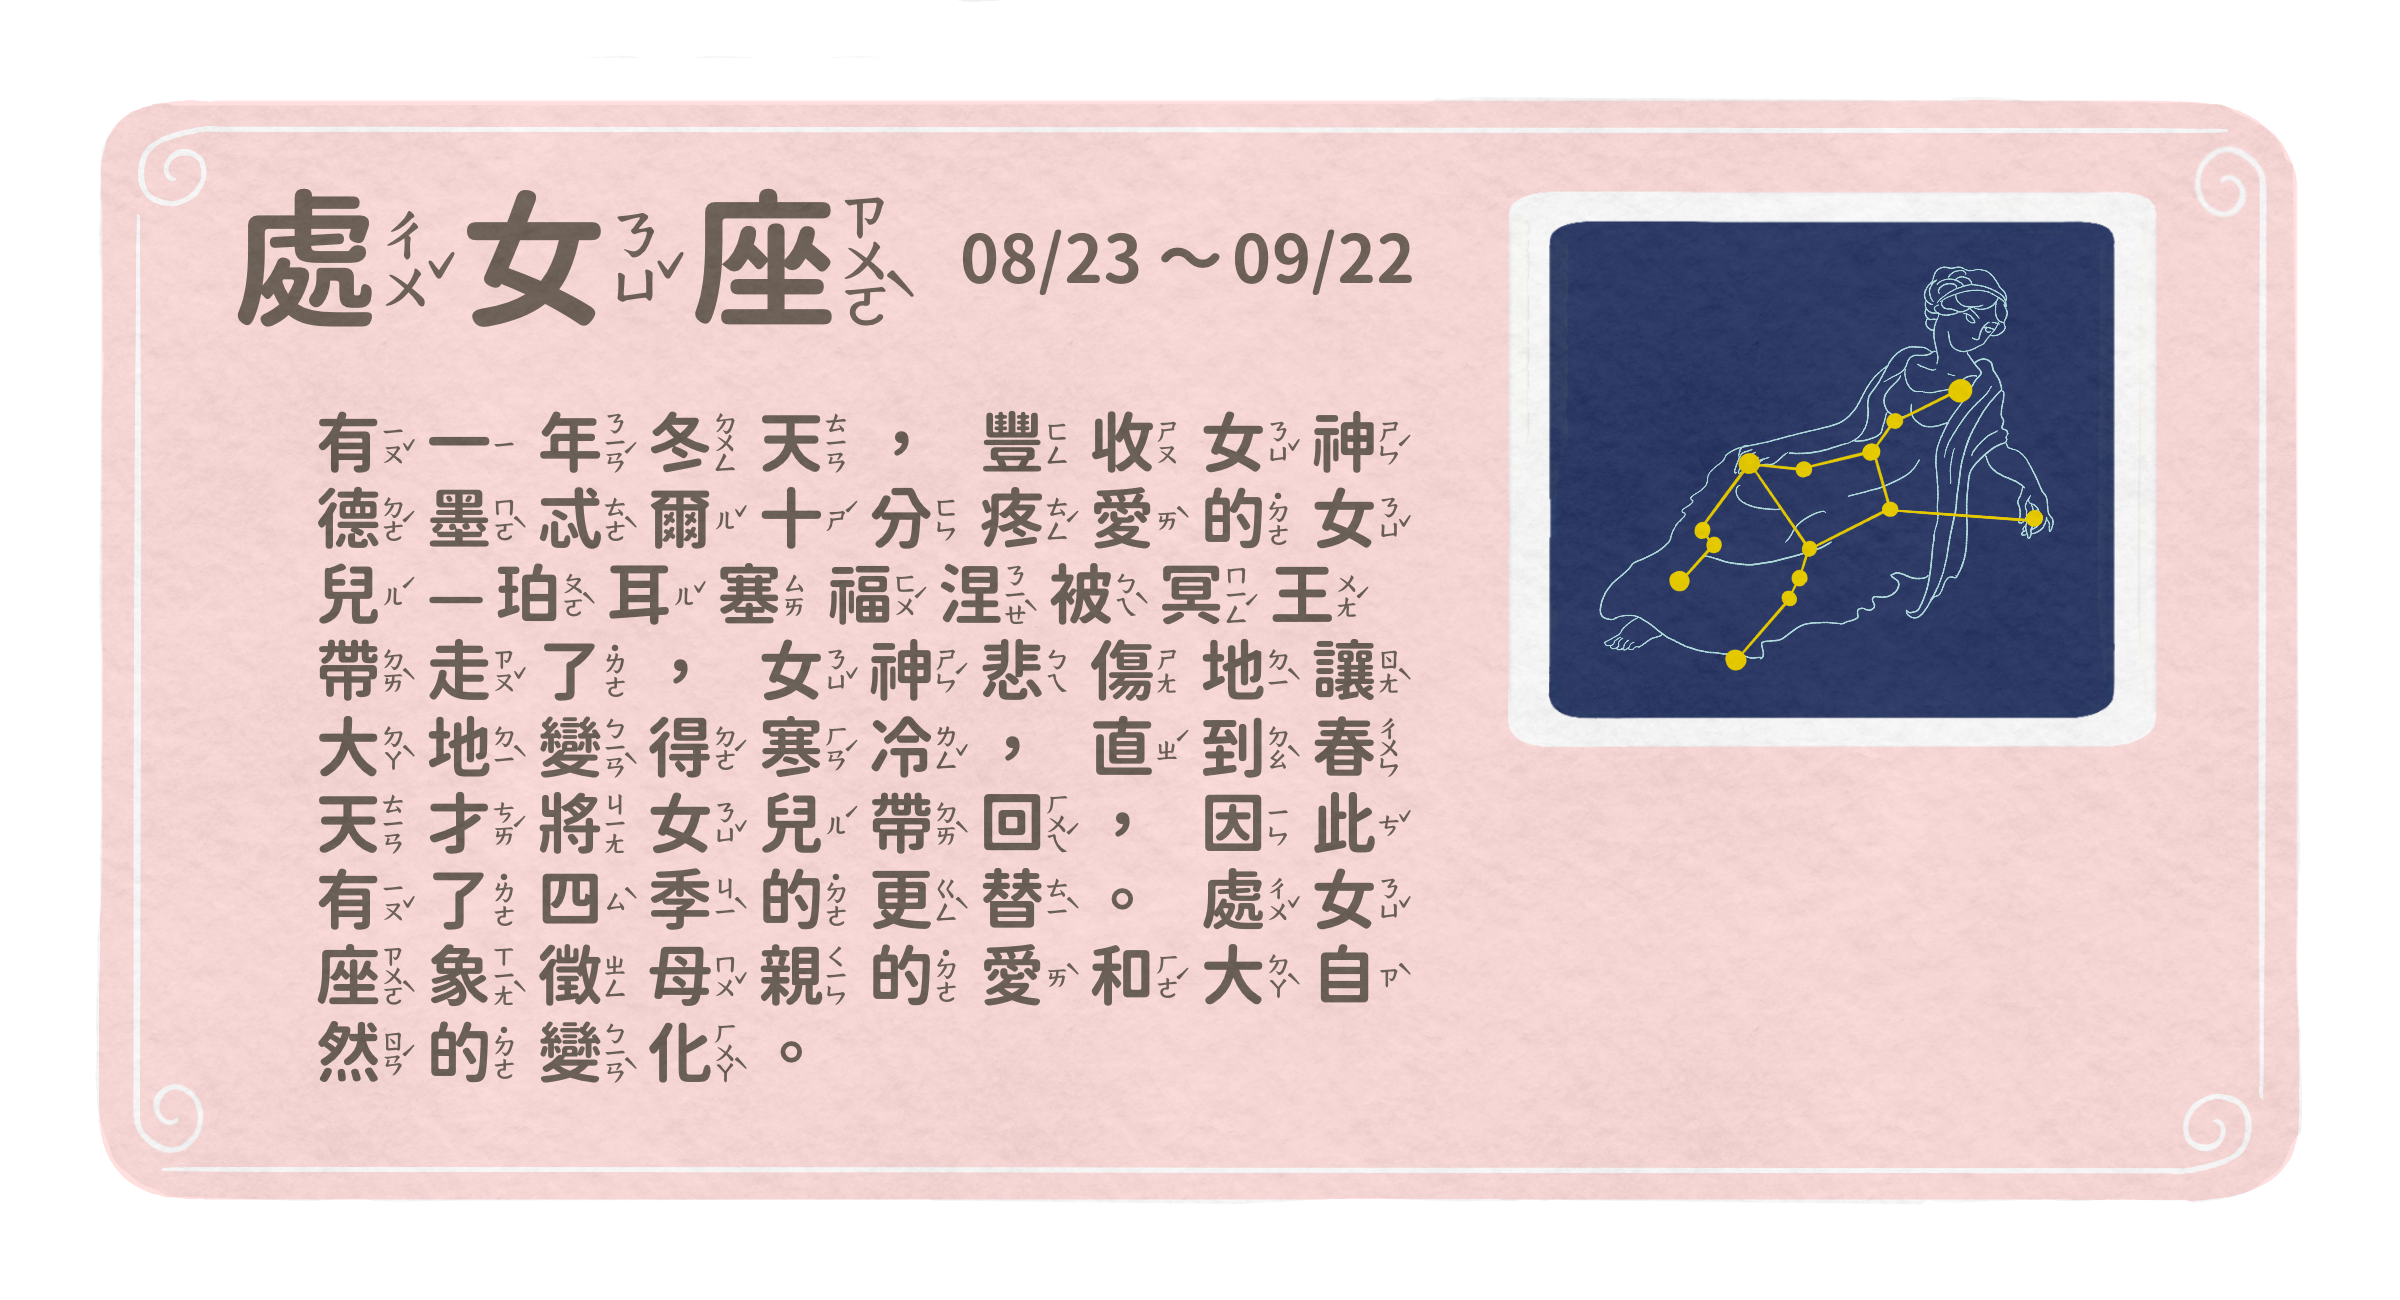 處女座 08/23～09/22
有一年冬天，豐收女神
德墨忒爾十分疼愛的女
兒—珀耳塞福涅被冥王
帶走了，女神悲傷地讓
大地變得寒冷，直到春
天才將女兒帶回，因此
有了四季的更替。處女
座象徵母親的愛和大自
然的變化。